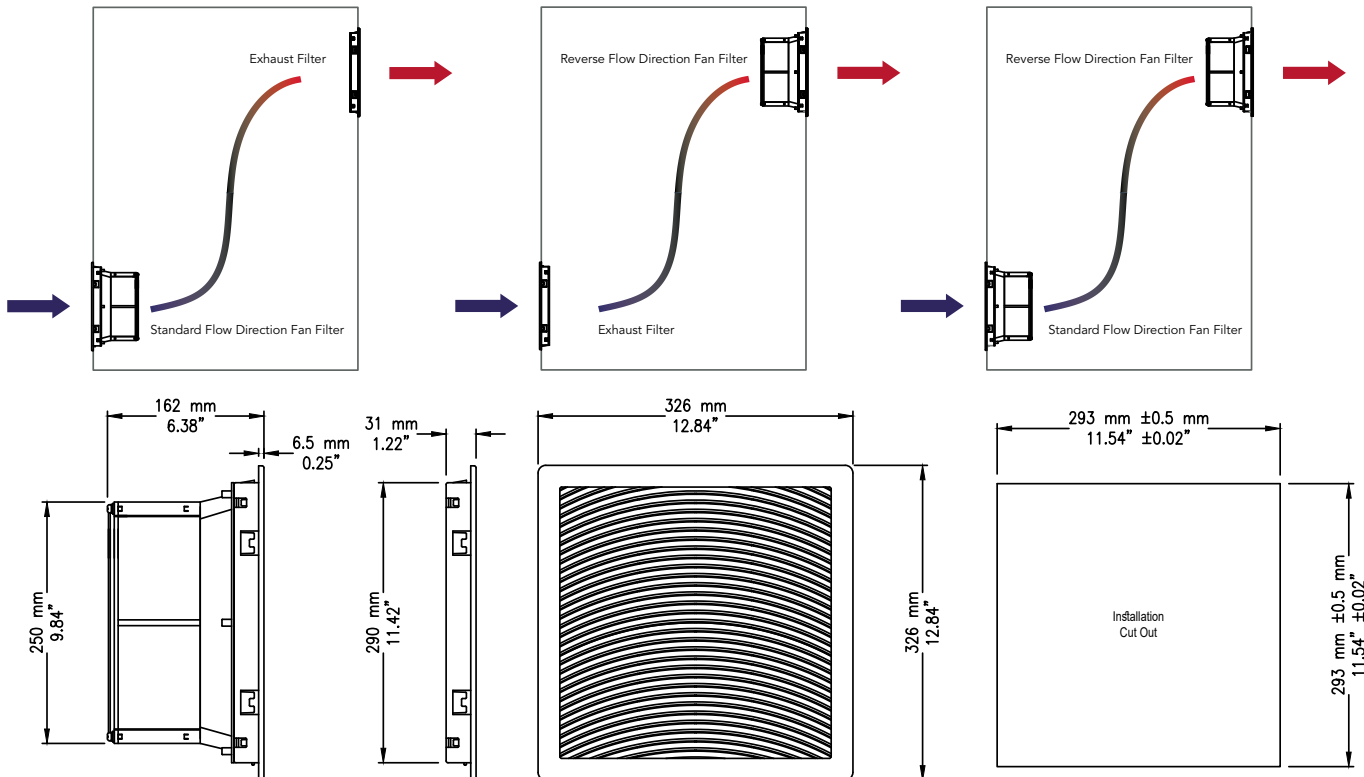 Exhaust Filter
Standard Flow Direction Fan Filter
Reverse Flow Direction Fan Filter
Exhaust Filter
Reverse Flow Direction Fan Filter
Standard Flow Direction Fan Filter
162 mm
6.38”
6.5 mm
0.25”
250 mm
9.84”
31 mm
1.22”
290 mm
11.42”
326 mm
12.84”
326 mm
12.84”
293 mm ±0.5 mm
11.54” ±0.02”
Installation
Cut Out
293 mm ±0.5 mm
11.54” ±0.02”